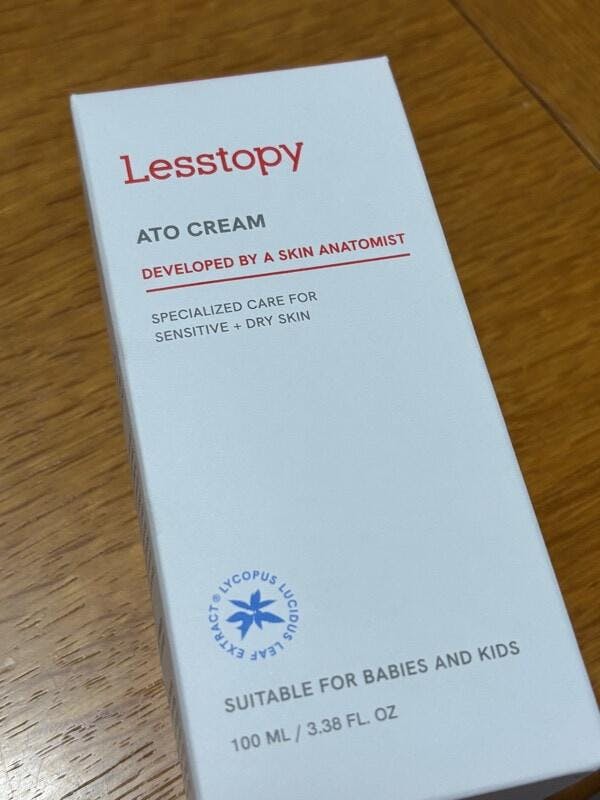 Lesstopy
ATO CREAM
DEVELOPED BY A SKIN ANATOMIST
SPECIALIZED CARE FOR
SENSITIVE + DRY SKIN
LYCOPUS LUCIDUS LEAF EXTRACT®
SUITABLE FOR BABIES AND KIDS
100 ML / 3.38 FL. OZ